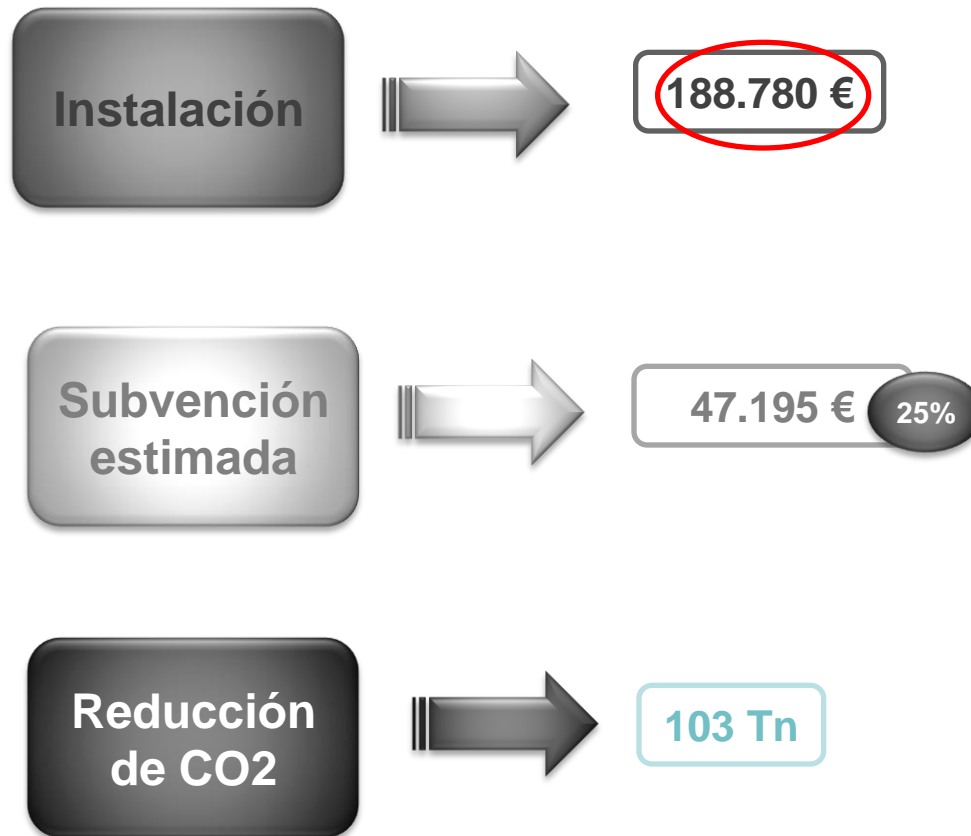 Instalación
188.780 €
Subvención
estimada
47.195 €
25%
Reducción
de CO2
103 Tn